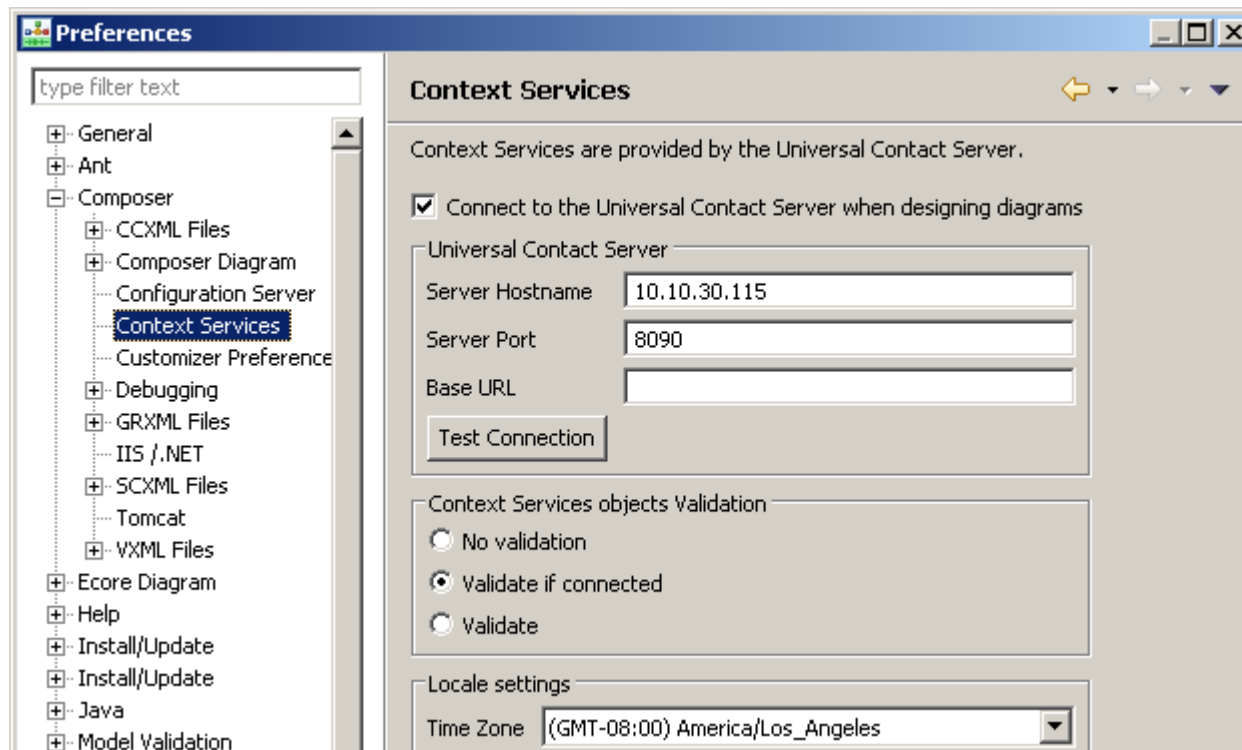 Preferences
type filter text
General
Ant
Composer
CCXML Files
Composer Diagram
Configuration Server
Context Services
Customizer Preference
Debugging
GRXML Files
IIS /.NET
SCXML Files
Tomcat
VXML Files
Ecore Diagram
Help
Install/Update
Install/Update
Java
Model Validation
Context Services
Context Services are provided by the Universal Contact Server.
Connect to the Universal Contact Server when designing diagrams
Universal Contact Server
Server Hostname 10.10.30.115
Server Port 8090
Base URL
Test Connection
Context Services objects Validation
No validation
Validate if connected
Validate
Locale settings
Time Zone (GMT-08:00) America/Los_Angeles